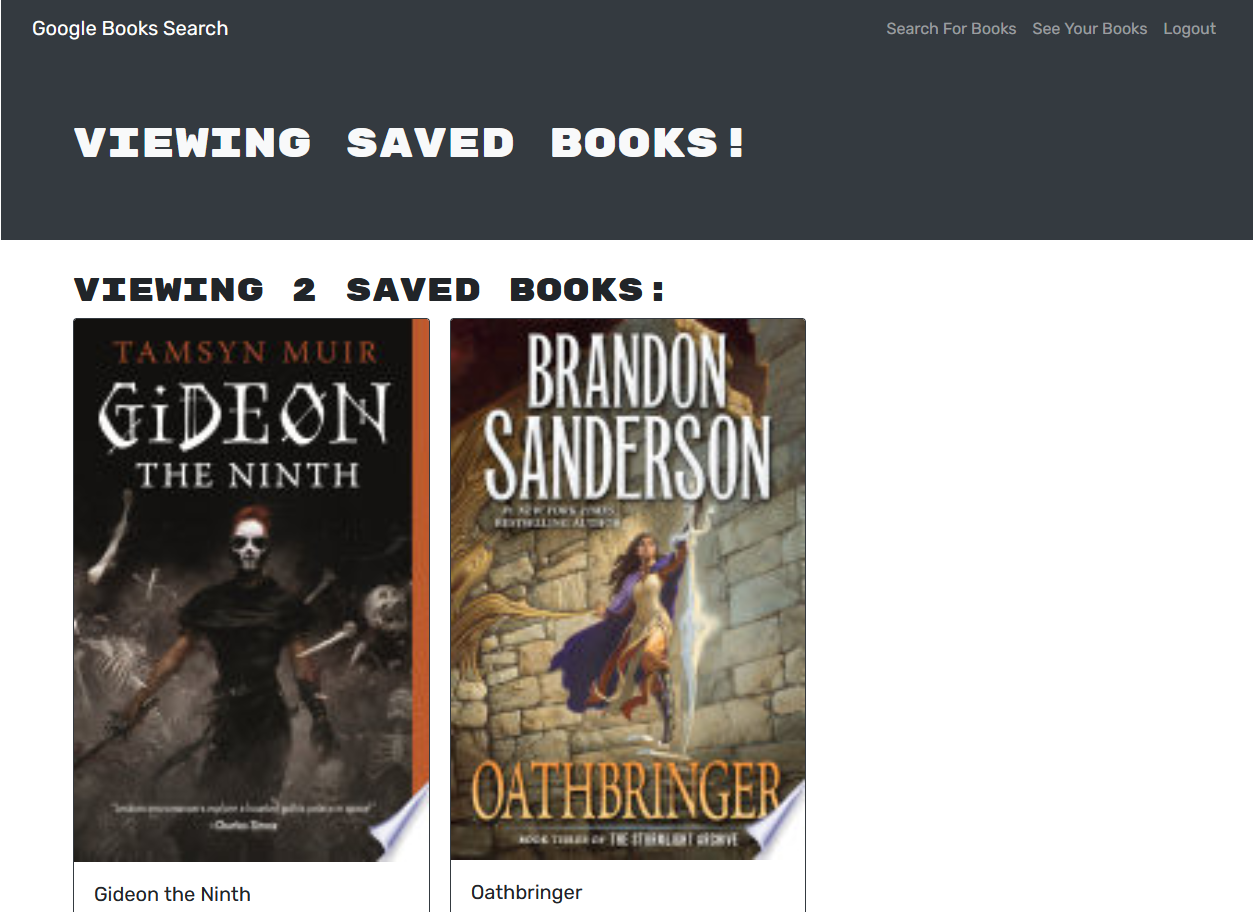 Google Books Search
Search For Books See Your Books Logout
VIEWING SAVED BOOKS!
VIEWING 2 SAVED BOOKS:
TAMSYN MUIR
GiDEON
THE NINTH
—Charles Stross
Gideon the Ninth
BRANDON
SANDERSON
#1 NEW YORK TIMES
BESTSELLING AUTHOR
OATHBRINGER
BOOK THREE OF THE STORMLIGHT ARCHIVE
Oathbringer